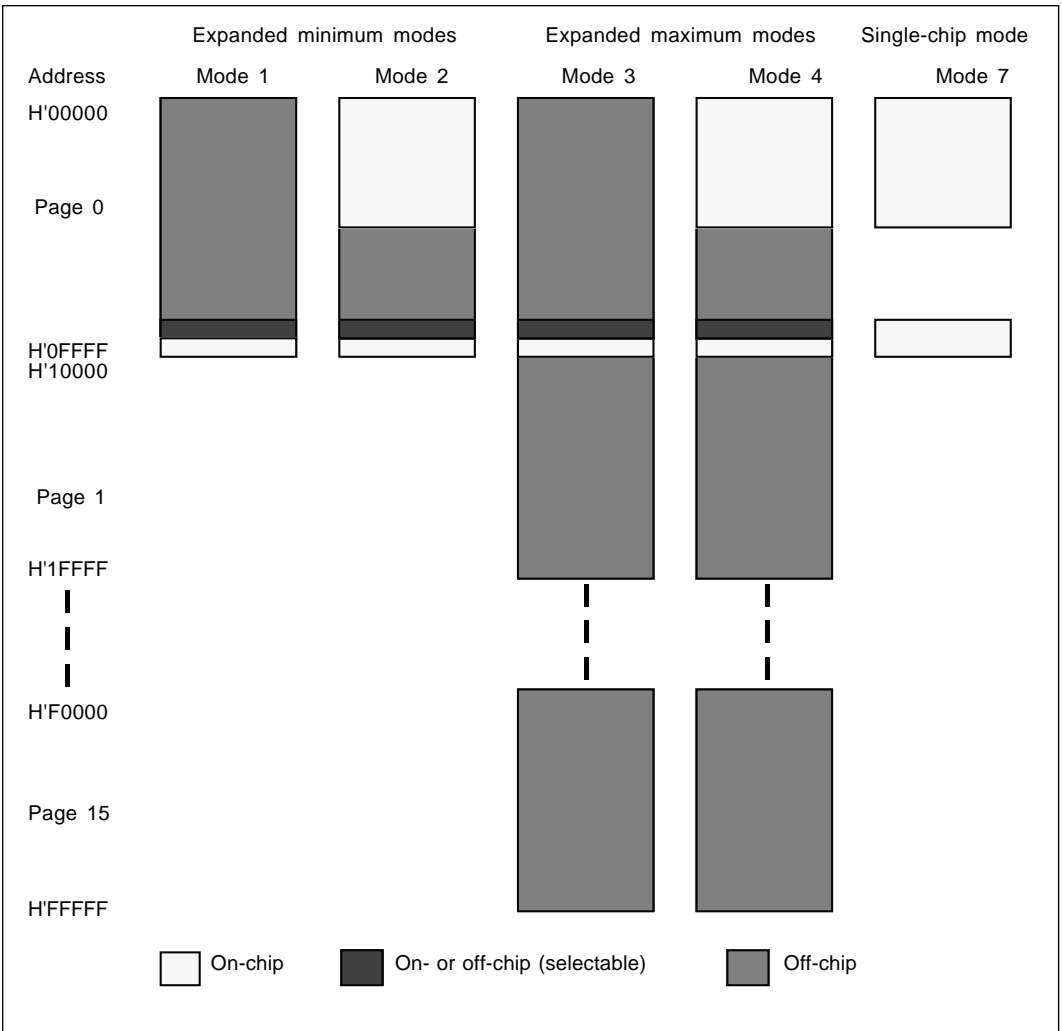 Expanded minimum modes Expanded maximum modes Single-chip mode
Address Mode 1 Mode 2 Mode 3 Mode 4 Mode 7
H'00000
Page 0
H'0FFFF
H'10000
Page 1
H'1FFFF
H'F0000
Page 15
H'FFFFF
On-chip On- or off-chip (selectable) Off-chip